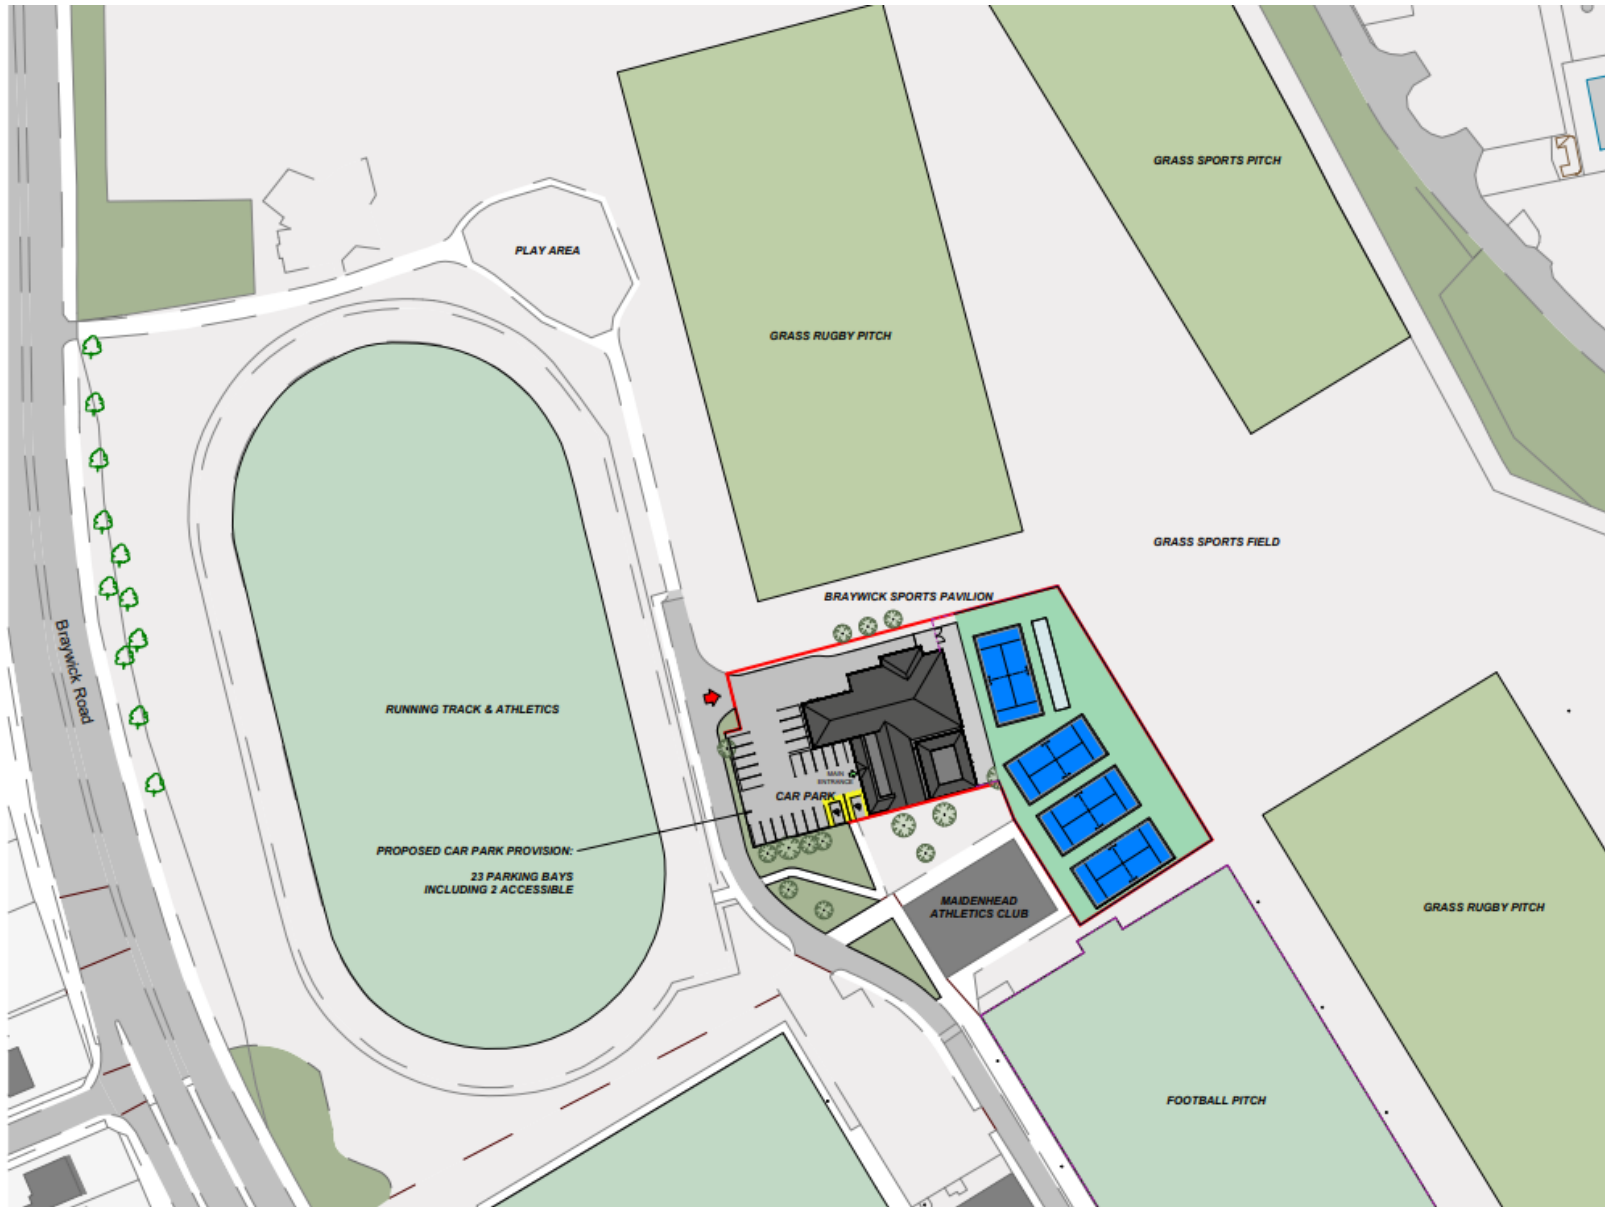 GRASS SPORTS PITCH
PLAY AREA
GRASS RUGBY PITCH
GRASS SPORTS FIELD
BRAYWICK SPORTS PAVILION
Braywick Road
RUNNING TRACK & ATHLETICS
MAIN
ENTRANCE
CAR PARK
PROPOSED CAR PARK PROVISION:
23 PARKING BAYS
INCLUDING 2 ACCESSIBLE
MAIDENHEAD
ATHLETICS CLUB
GRASS RUGBY PITCH
FOOTBALL PITCH